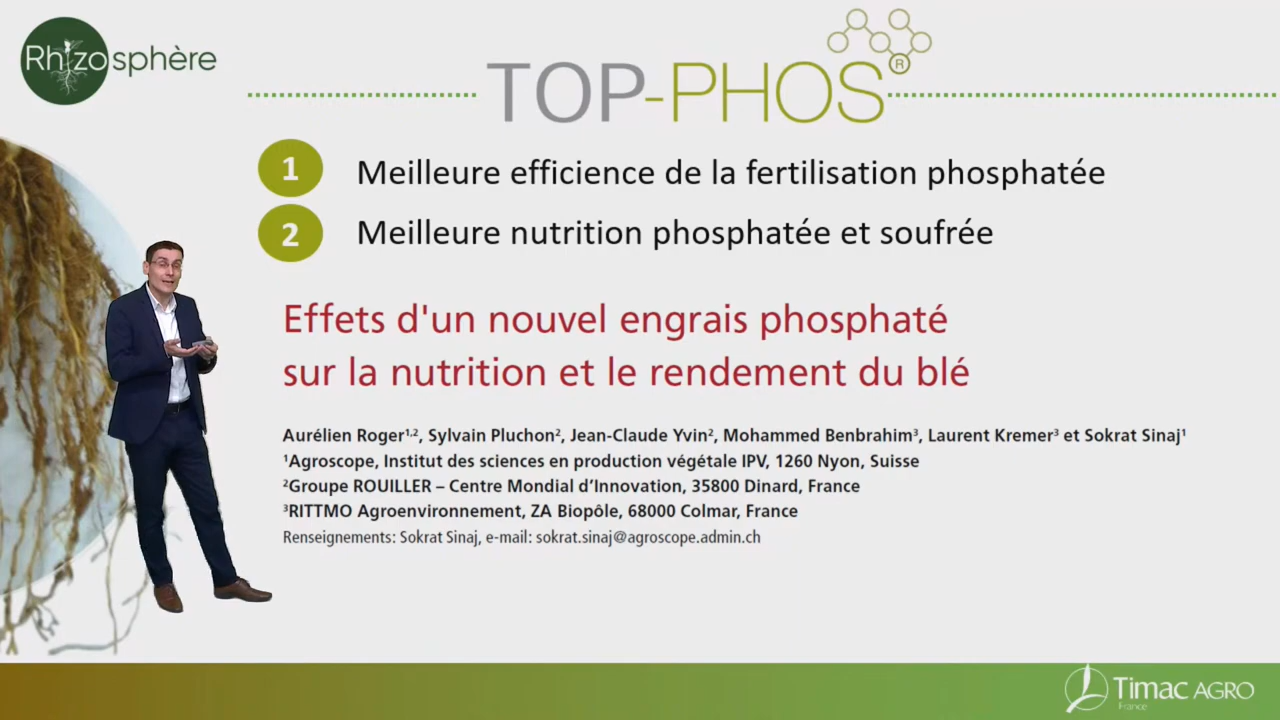 Rhizosphère
TOP-PHOS®
1 Meilleure efficience de la fertilisation phosphatée
2 Meilleure nutrition phosphatée et soufrée
Effets d'un nouvel engrais phosphaté
sur la nutrition et le rendement du blé
Aurélien Roger¹,², Sylvain Pluchon², Jean-Claude Yvin², Mohammed Benbrahim³, Laurent Kremer³ et Sokrat Sinaj¹
¹Agroscope, Institut des sciences en production végétale IPV, 1260 Nyon, Suisse
²Groupe ROUILLER – Centre Mondial d’Innovation, 35800 Dinard, France
³RITTMO Agroenvironnement, ZA Biopôle, 68000 Colmar, France
Renseignements: Sokrat Sinaj, e-mail: sokrat.sinaj@agroscope.admin.ch
Timac AGRO
France